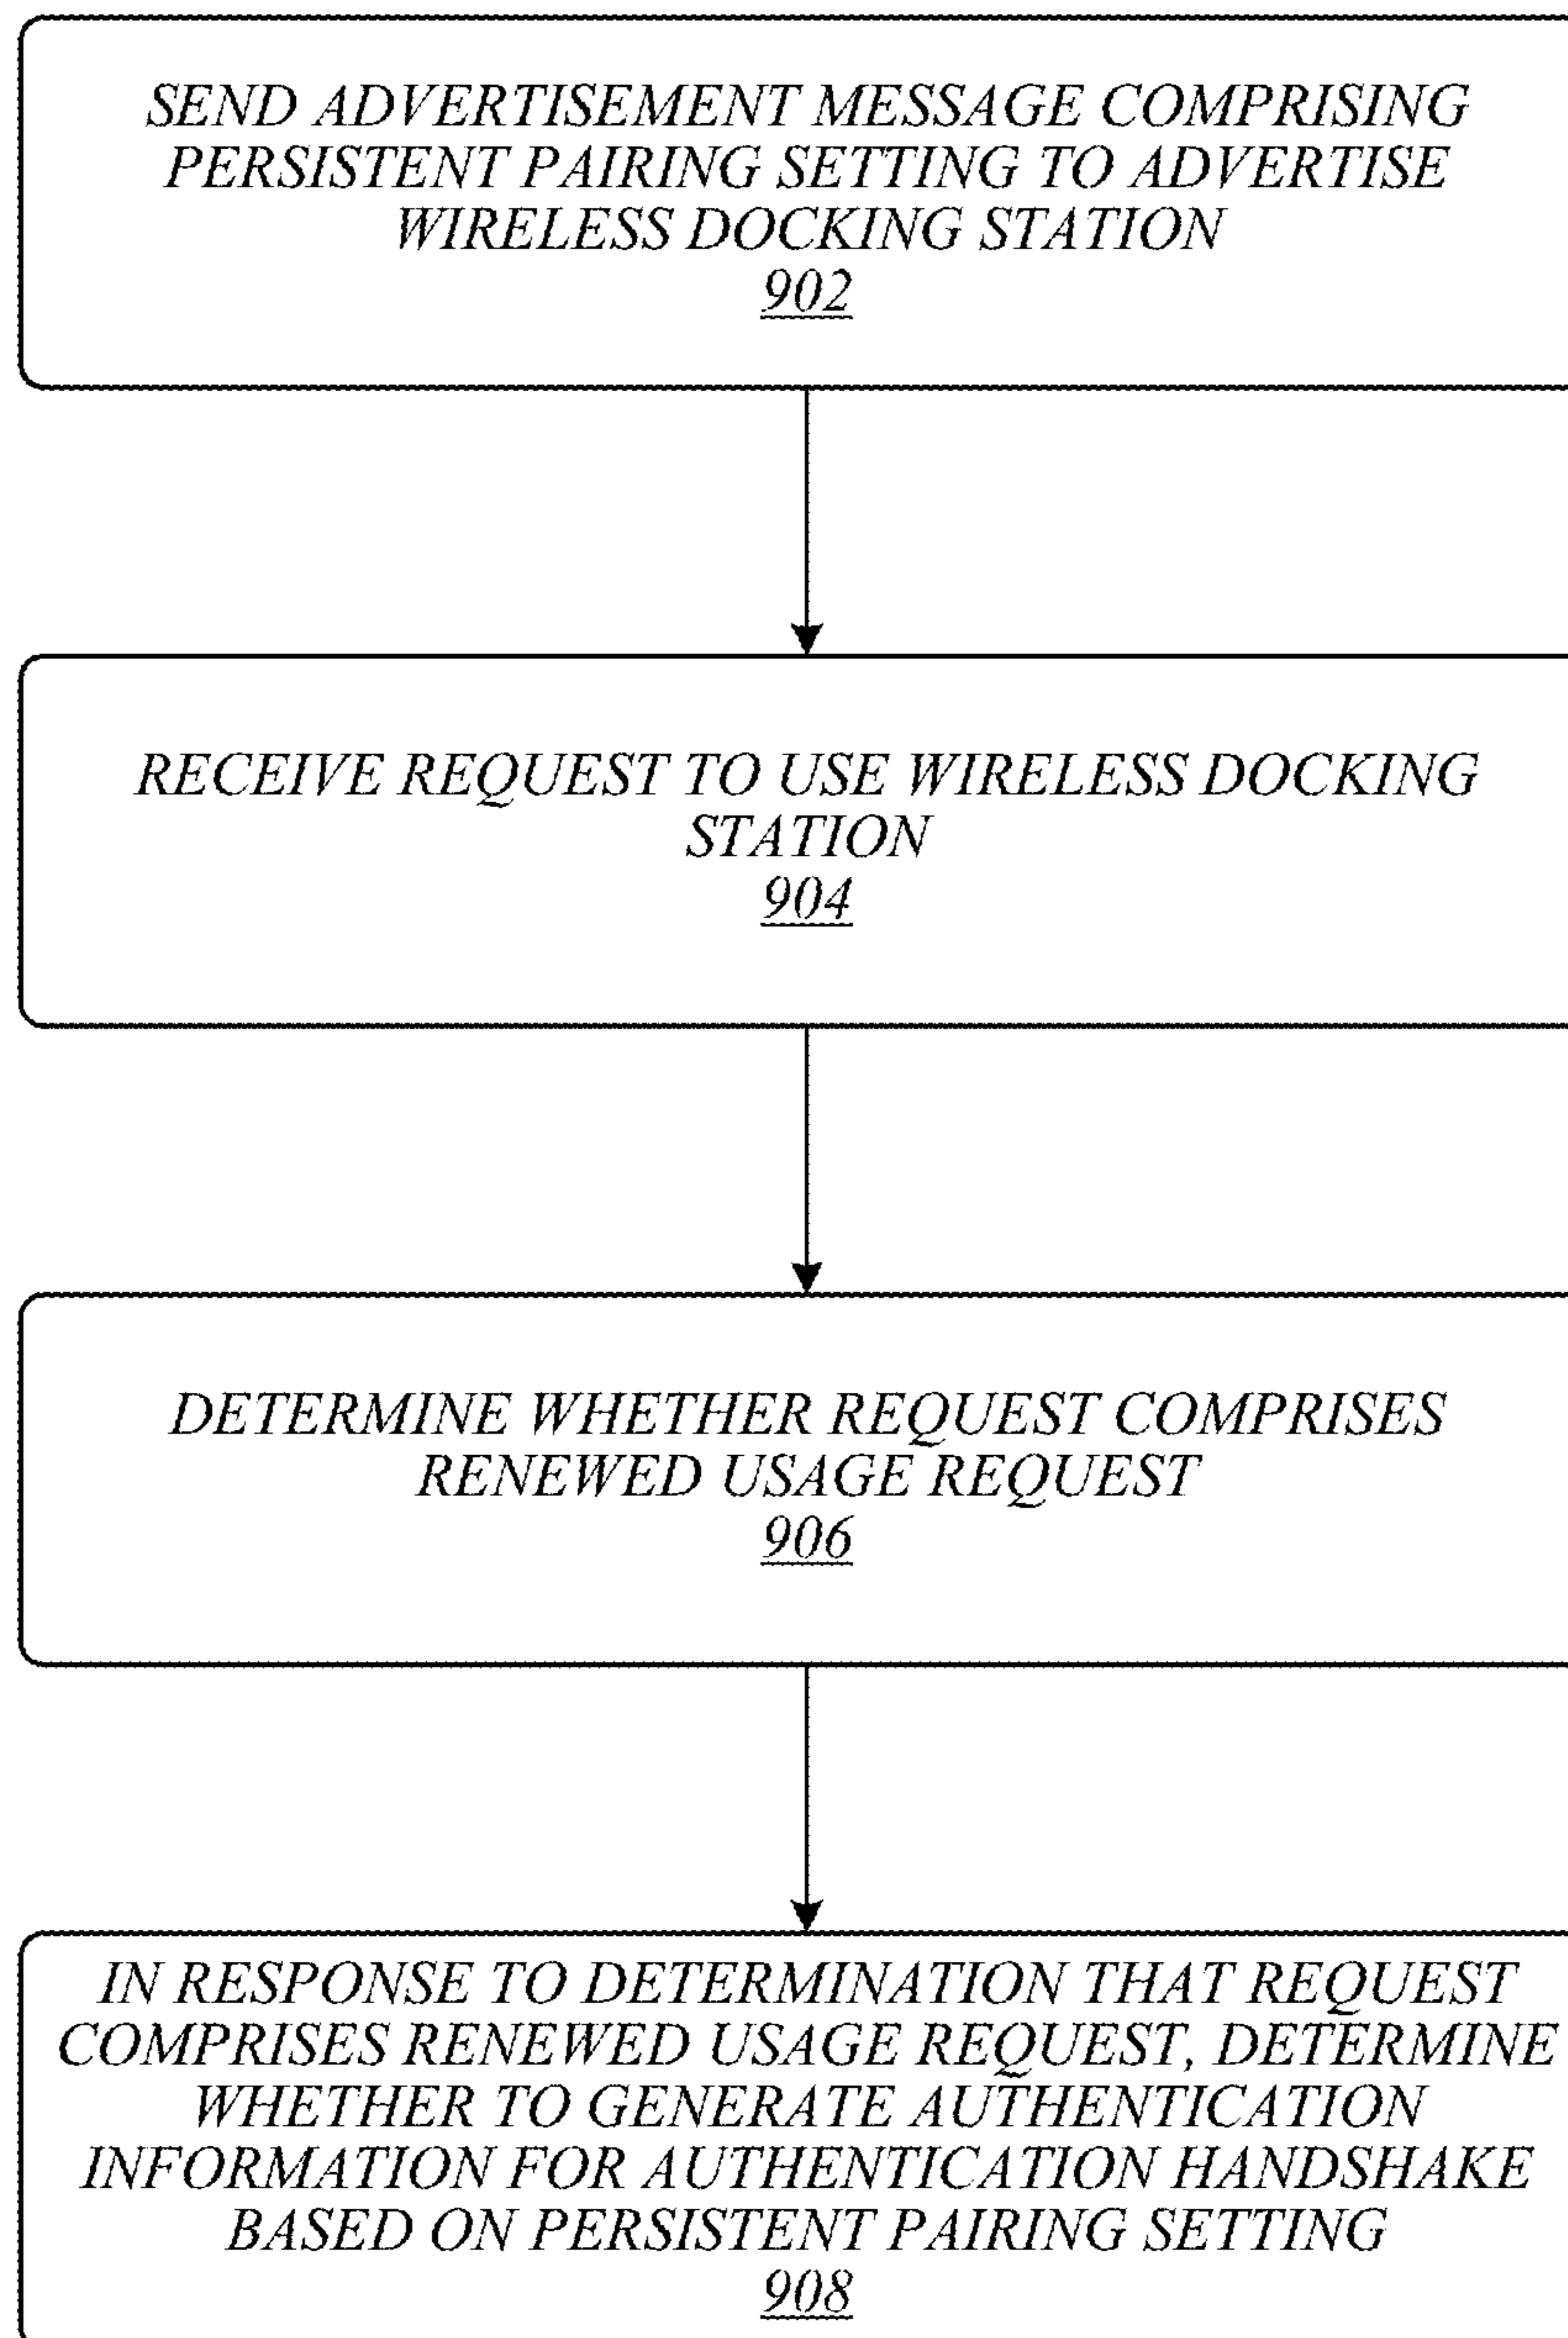 SEND ADVERTISEMENT MESSAGE COMPRISING
PERSISTENT PAIRING SETTING TO ADVERTISE
WIRELESS DOCKING STATION
902
RECEIVE REQUEST TO USE WIRELESS DOCKING
STATION
904
DETERMINE WHETHER REQUEST COMPRISES
RENEWED USAGE REQUEST
906
IN RESPONSE TO DETERMINATION THAT REQUEST
COMPRISES RENEWED USAGE REQUEST, DETERMINE
WHETHER TO GENERATE AUTHENTICATION
INFORMATION FOR AUTHENTICATION HANDSHAKE
BASED ON PERSISTENT PAIRING SETTING
908